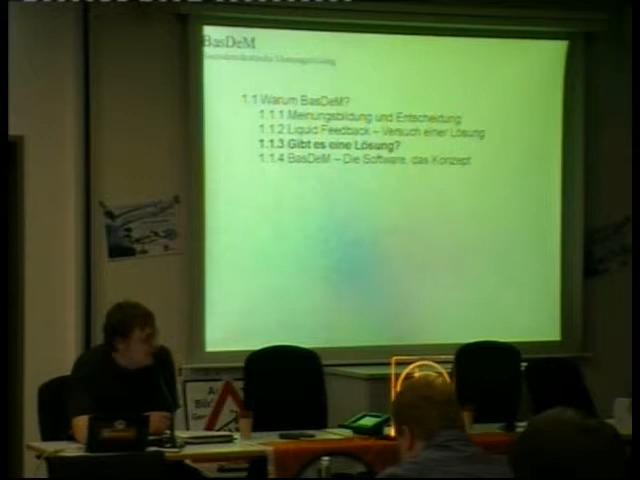 BasDeM
1.1 Warum BasDeM?
1.1.1 Meinungsbildung und Entscheidung
1.1.2 Liquid Feedback – Versuch einer Lösung
1.1.3 Gibt es eine Lösung?
1.1.4 BasDeM – Die Software, das Konzept